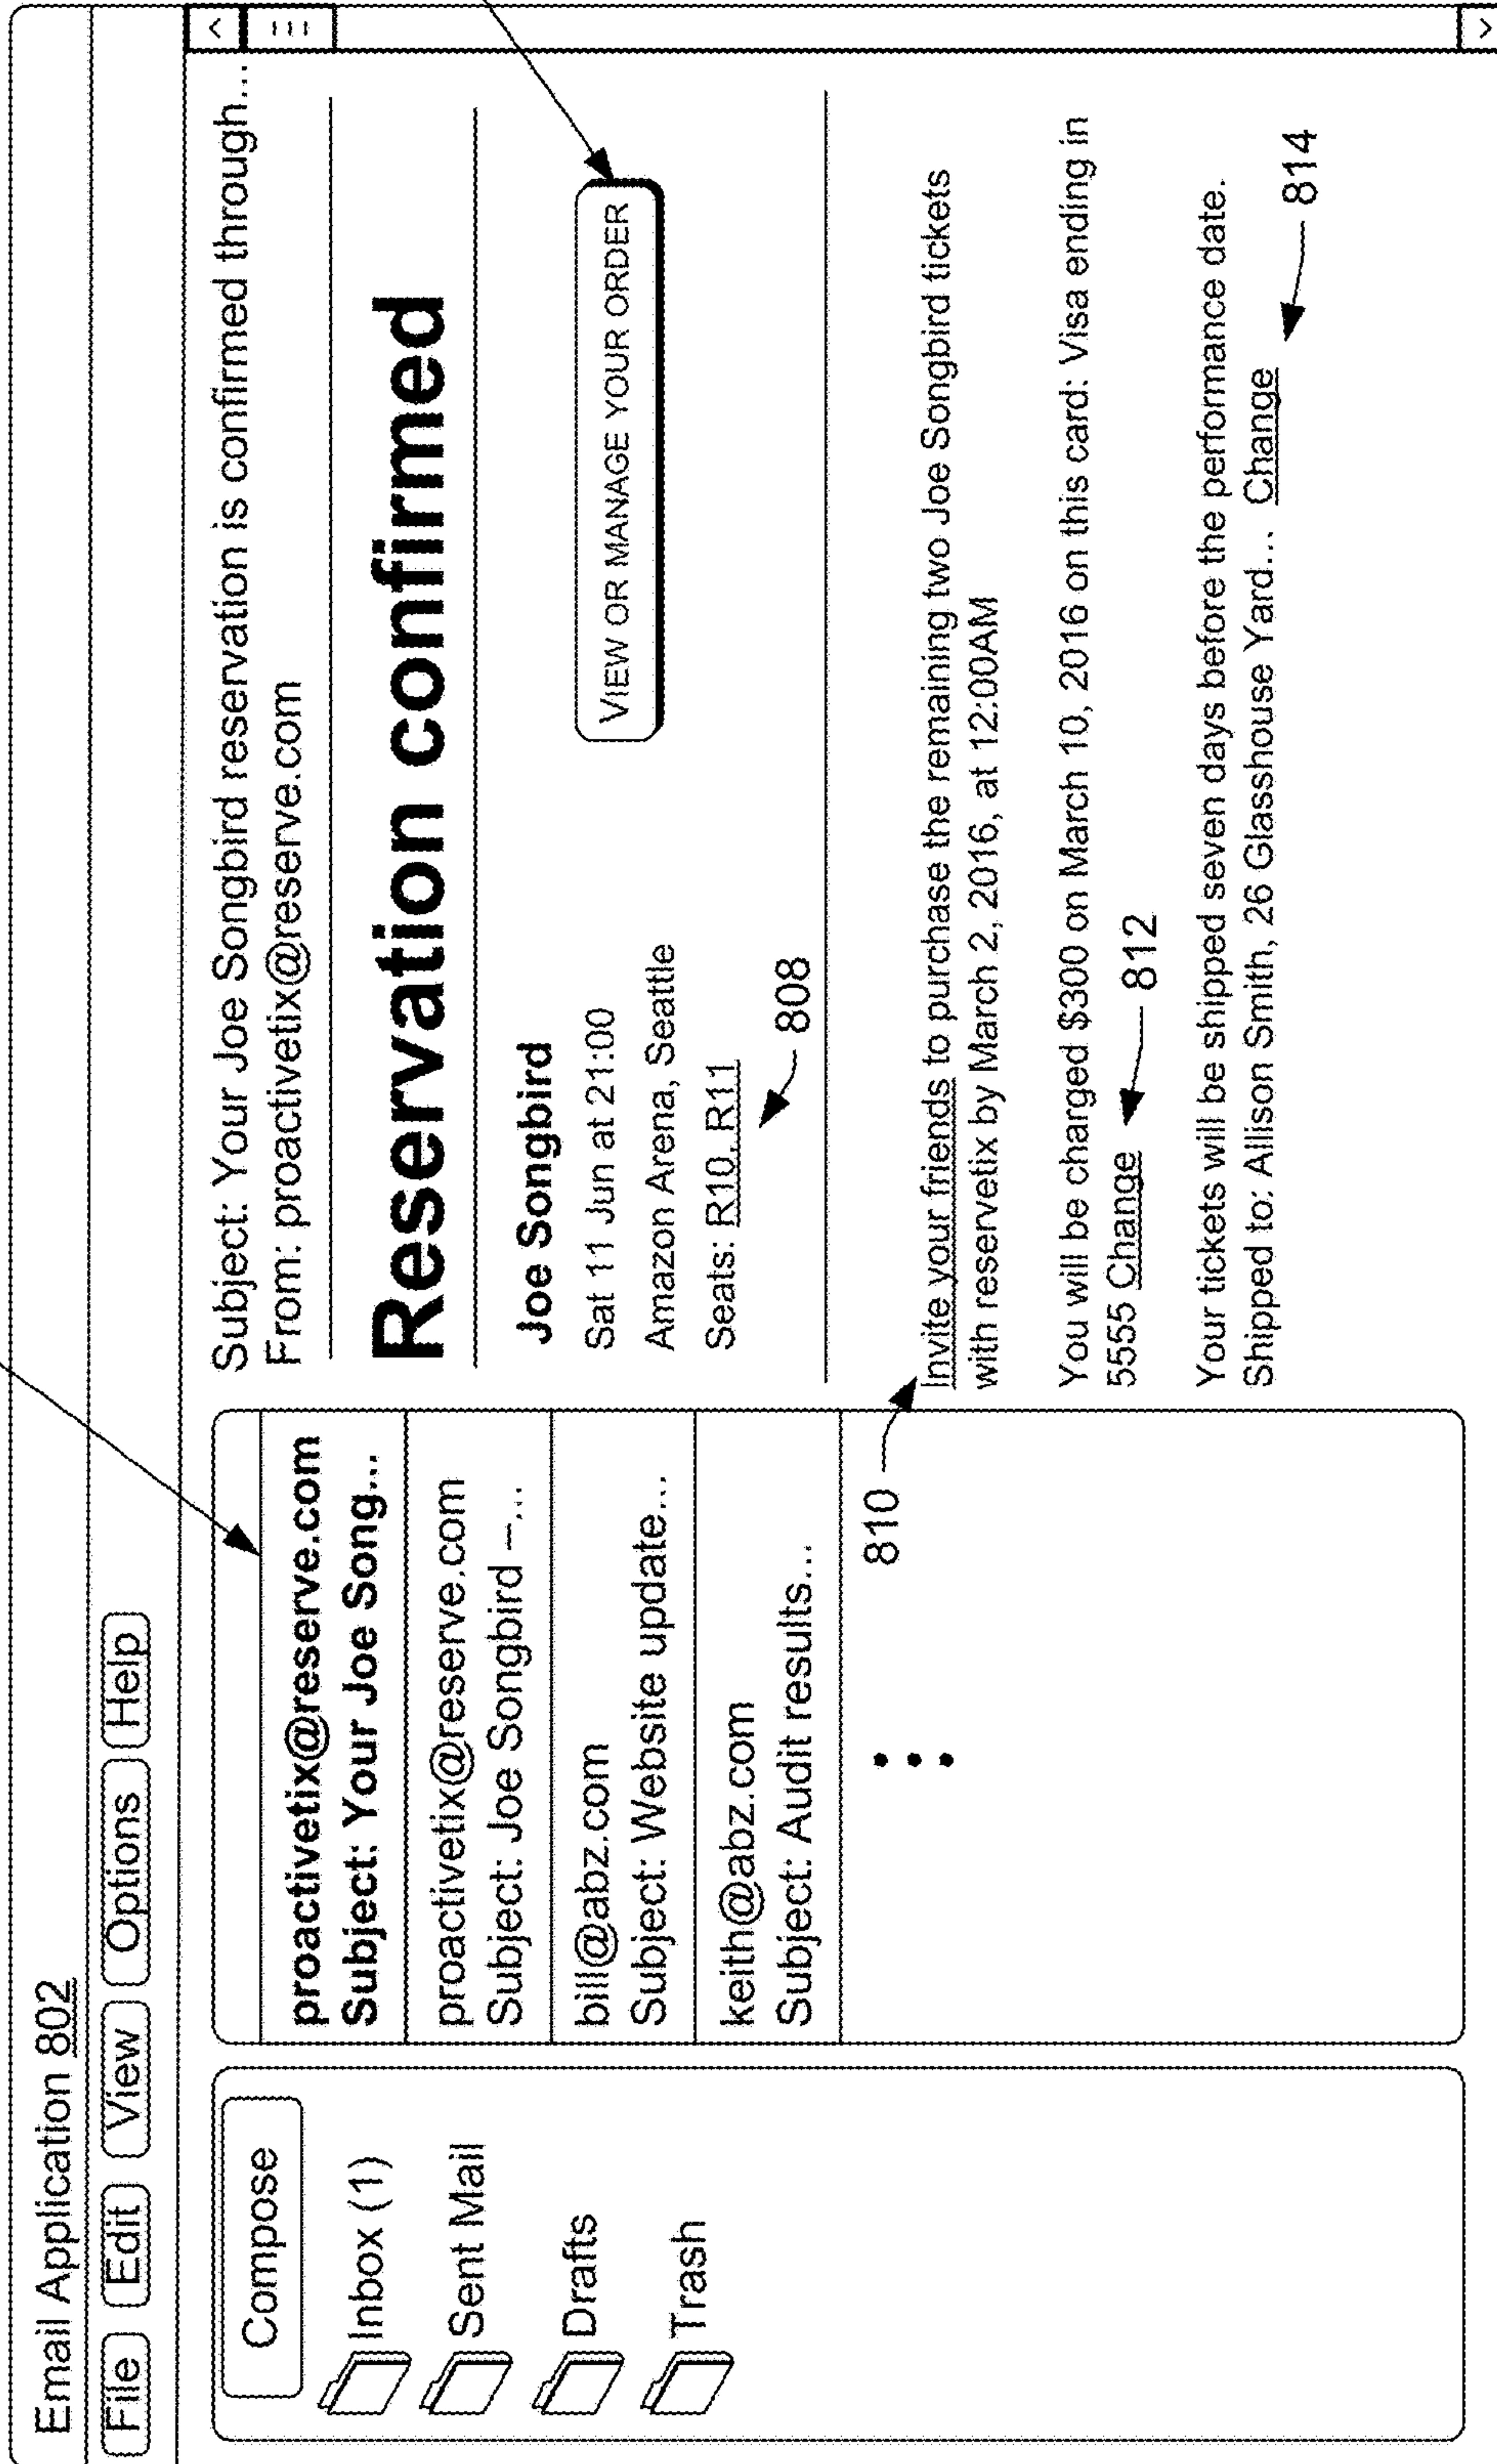 Email Application 802
File Edit View Options Help
Compose
Inbox (1)
Sent Mail
Drafts
Trash
proactivetix@reserve.com
Subject: Your Joe Song...
proactivetix@reserve.com
Subject: Joe Songbird –...
bill@abz.com
Subject: Website update...
keith@abz.com
Subject: Audit results...
Subject: Your Joe Songbird reservation is confirmed through...
From: proactivetix@reserve.com
Reservation confirmed
Joe Songbird
Sat 11 Jun at 21:00
Amazon Arena, Seattle
Seats: R10, R11
808
VIEW OR MANAGE YOUR ORDER
810
Invite your friends to purchase the remaining two Joe Songbird tickets
with reservetix by March 2, 2016, at 12:00AM
You will be charged $300 on March 10, 2016 on this card: Visa ending in
5555 Change
812
Your tickets will be shipped seven days before the performance date.
Shipped to: Allison Smith, 26 Glasshouse Yard... Change
814